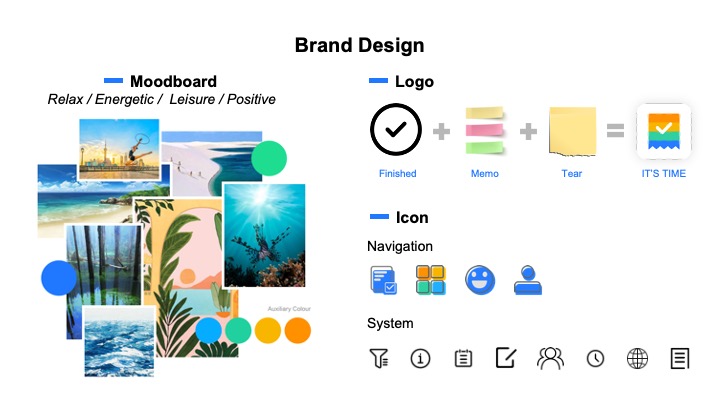 Brand Design
Moodboard
Relax / Energetic / Leisure / Positive
Auxiliary Colour
Logo
Finished
Memo
Tear
IT'S TIME
Icon
Navigation
System